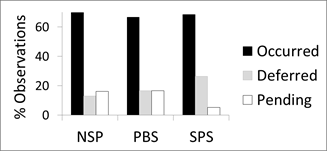 % Observations
60
40
20
0
NSP PBS SPS
Occurred
Deferred
Pending